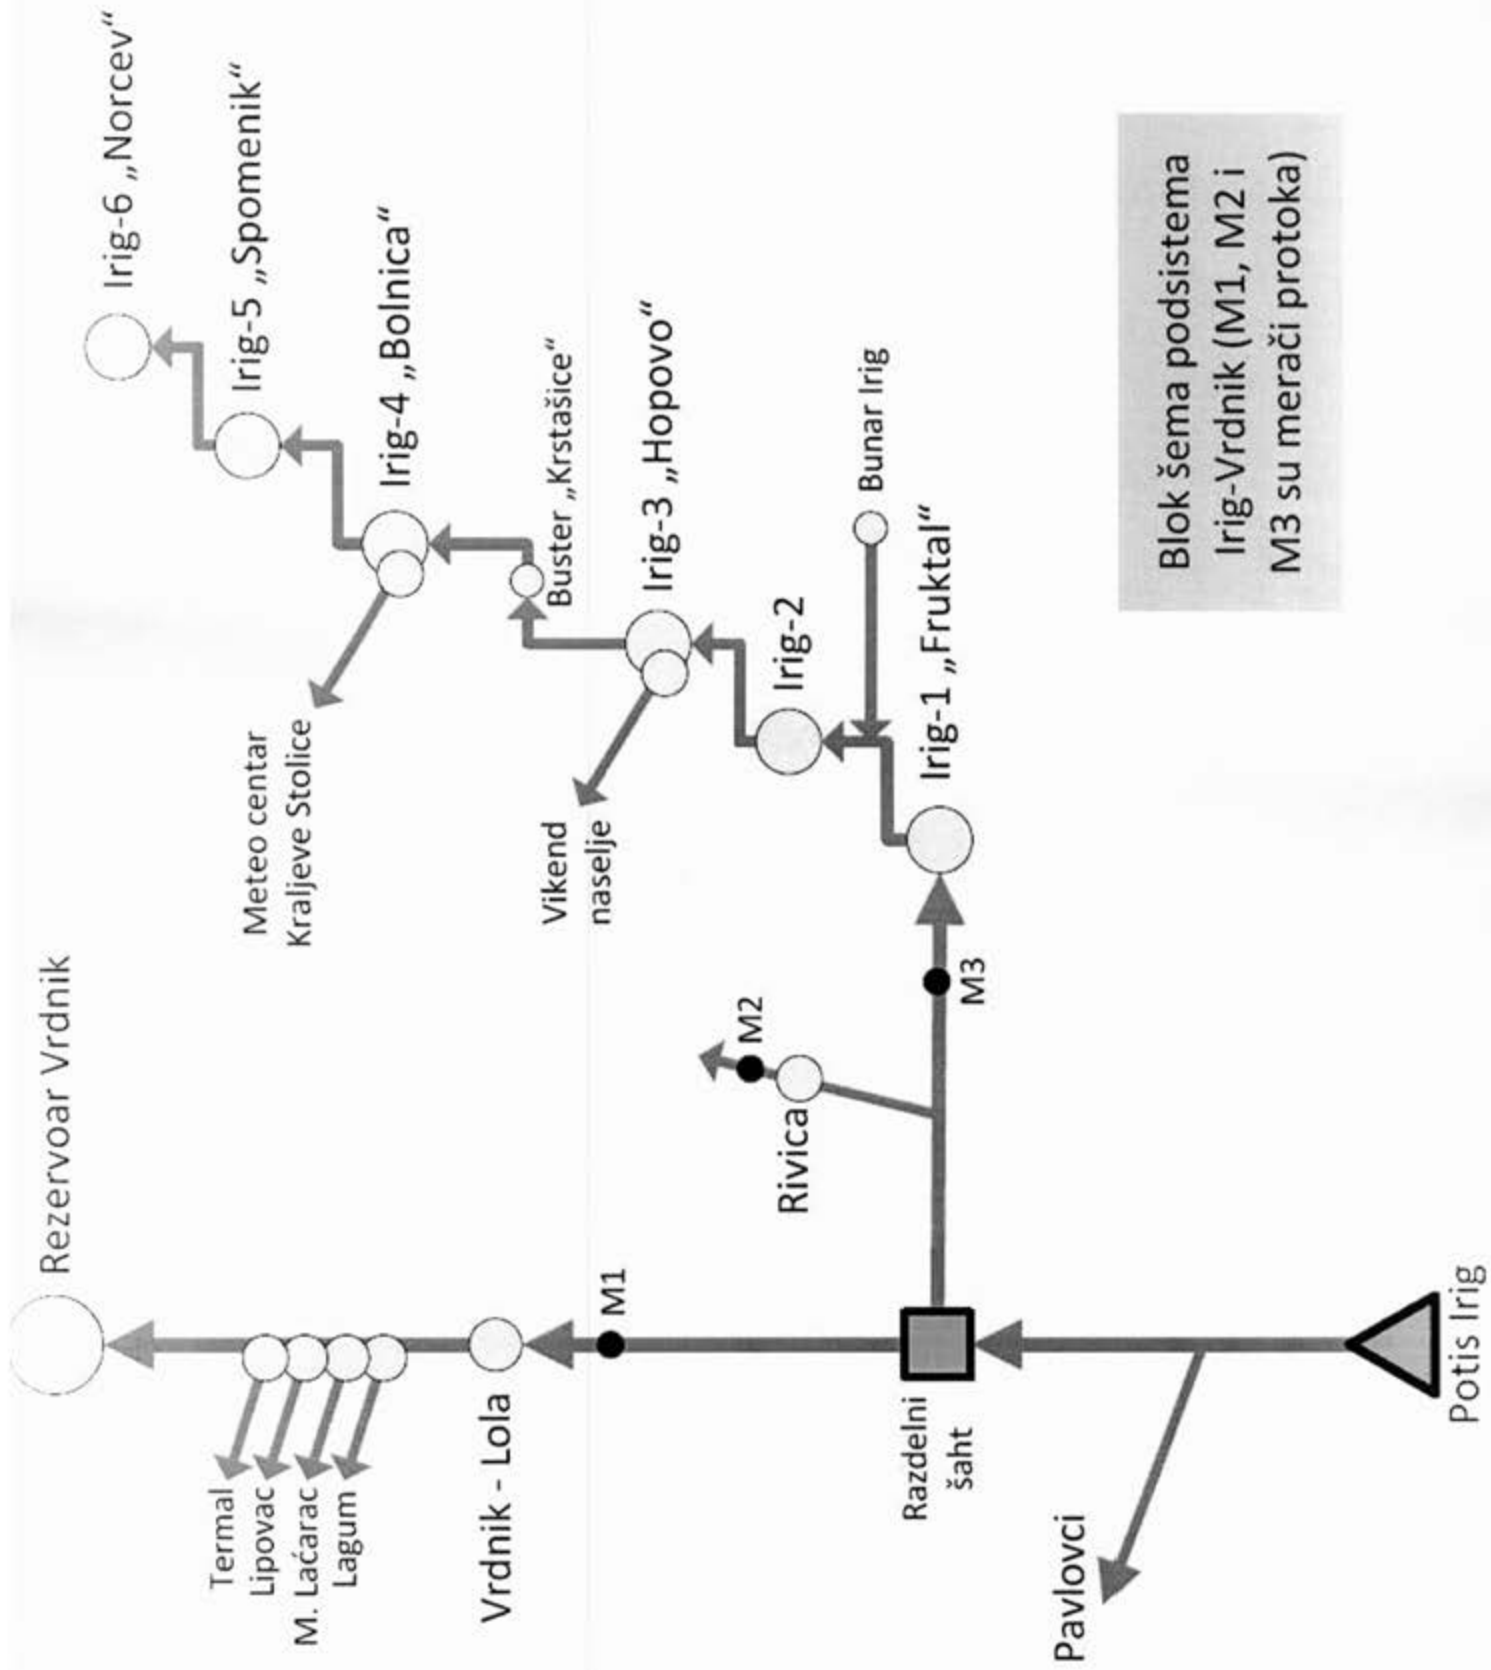 Rezervoar Vrdnik
Termal
Lipovac
M. Laćarac
Lagum
Vrdnik - Lola
M1
Razdelni
šaht
Pavlovci
Potis Irig
Rivica
M2
M3
Irig-1 „Fruktal“
Bunar Irig
Irig-2
Irig-3 „Hopovo“
Vikend
naselje
Buster „Krstašice“
Irig-4 „Bolnica“
Meteo centar
Kraljeve Stolice
Irig-5 „Spomenik“
Irig-6 „Norcev“
Blok šema podsistema
Irig-Vrdnik (M1, M2 i
M3 su merači protoka)